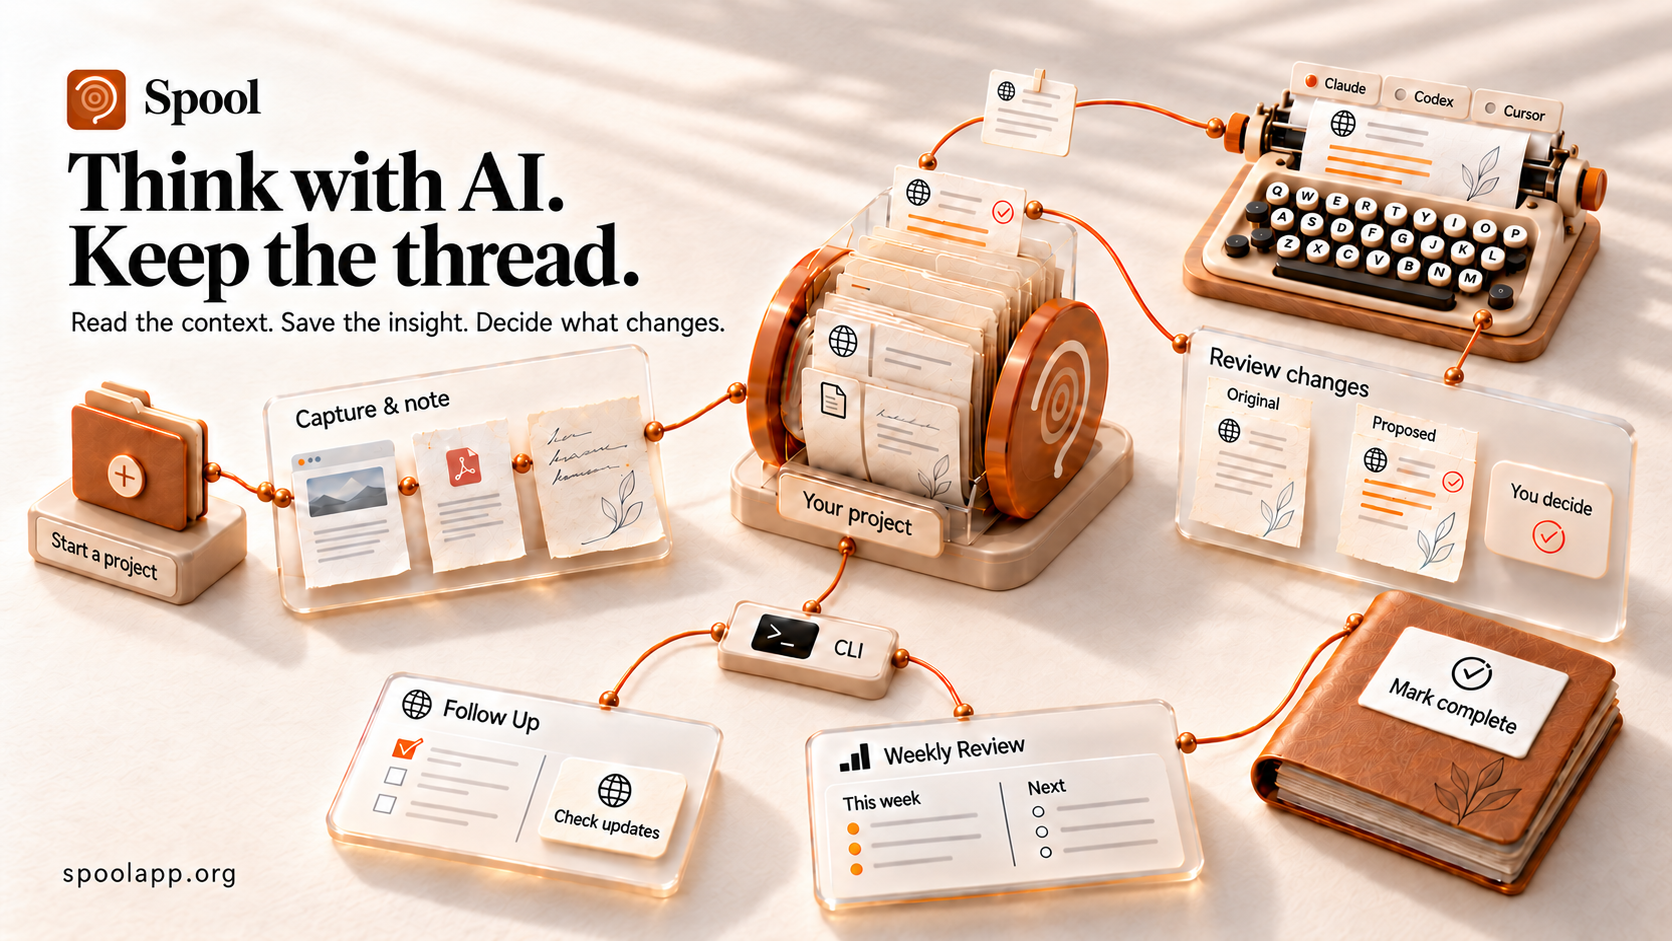 Spool
Think with AI.
Keep the thread.
Read the context. Save the insight. Decide what changes.
Start a project
Capture & note
Your project
Claude
Codex
Cursor
Q W E R T Y I O P
A S D F G J K L
Z X C V B N M
Review changes
Original
Proposed
You decide
>_ CLI
Follow Up
Check updates
Weekly Review
This week
Next
Mark complete
spoolapp.org